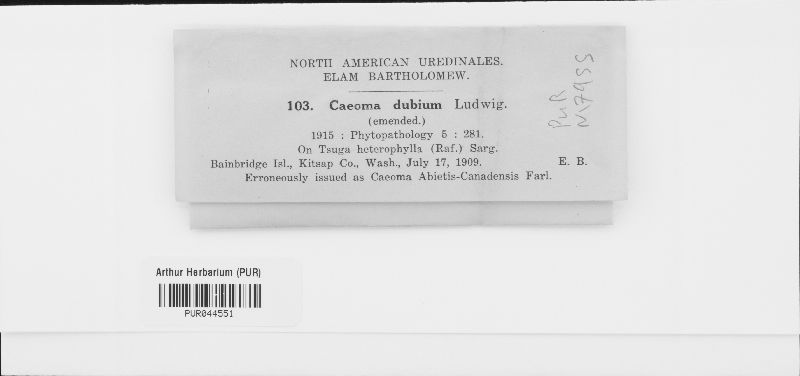 NORTH AMERICAN UREDINALES.
ELAM BARTHOLOMEW.
103. Caeoma dubium Ludwig.
(emended.)
1915 : Phytopathology 5 : 281.
On Tsuga heterophylla (Raf.) Sarg.
Bainbridge Isl., Kitsap Co., Wash., July 17, 1909. E. B.
Erroneously issued as Caeoma Abietis-Canadensis Farl.
PUR
N7955
Arthur Herbarium (PUR)
PUR044551